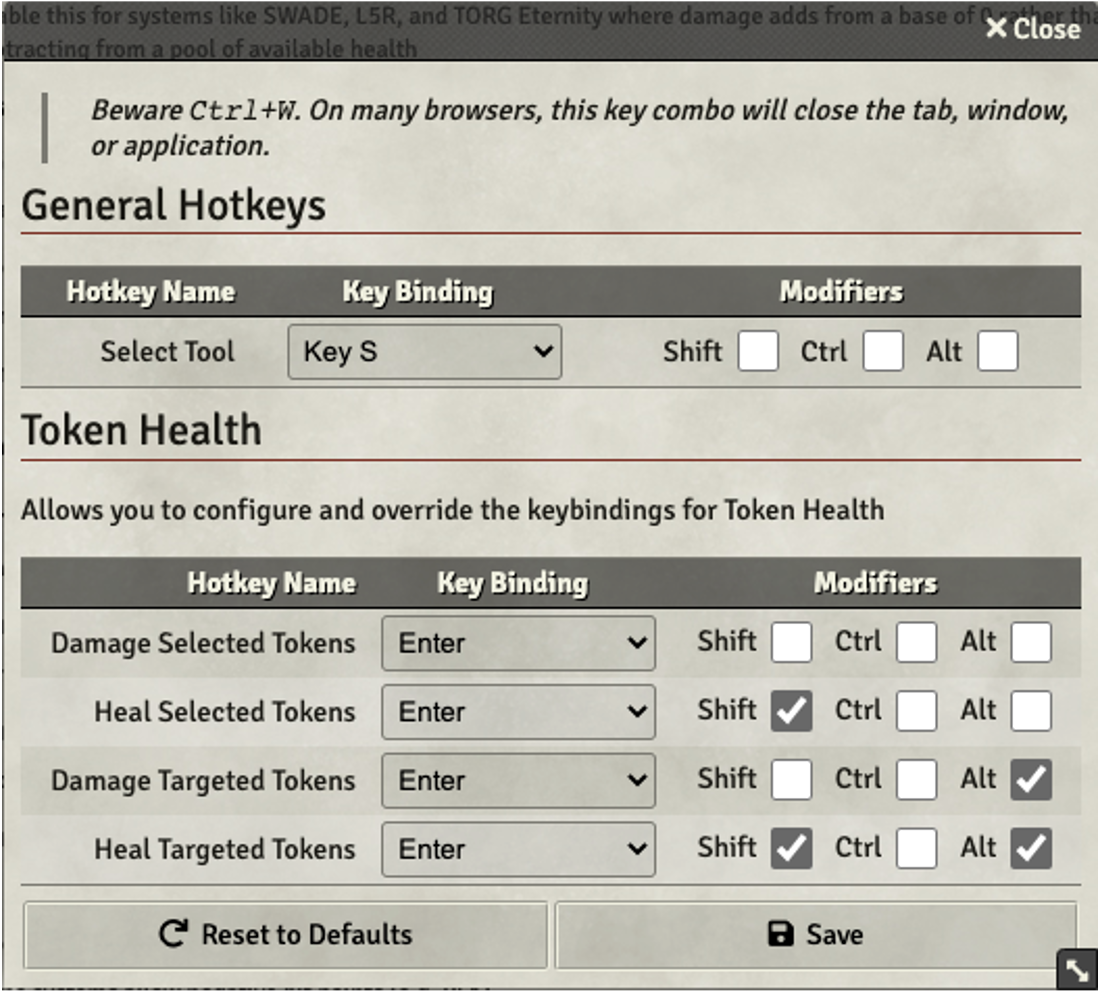 ble this for systems like SWADE, L5R, and TORG Eternity where damage adds from a base of 0 rather tha
tracting from a pool of available health
Close
Beware Ctrl+W. On many browsers, this key combo will close the tab, window,
or application.
General Hotkeys
Hotkey Name Key Binding Modifiers
Select Tool Key S Shift Ctrl Alt
Token Health
Allows you to configure and override the keybindings for Token Health
Hotkey Name Key Binding Modifiers
Damage Selected Tokens Enter Shift Ctrl Alt
Heal Selected Tokens Enter Shift Ctrl Alt
Damage Targeted Tokens Enter Shift Ctrl Alt
Heal Targeted Tokens Enter Shift Ctrl Alt
Reset to Defaults Save